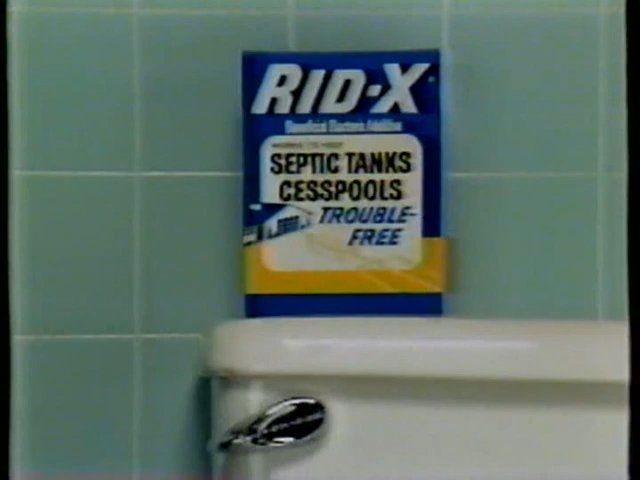 RID-X
SEPTIC TANKS
CESSPOOLS
TROUBLE-
FREE